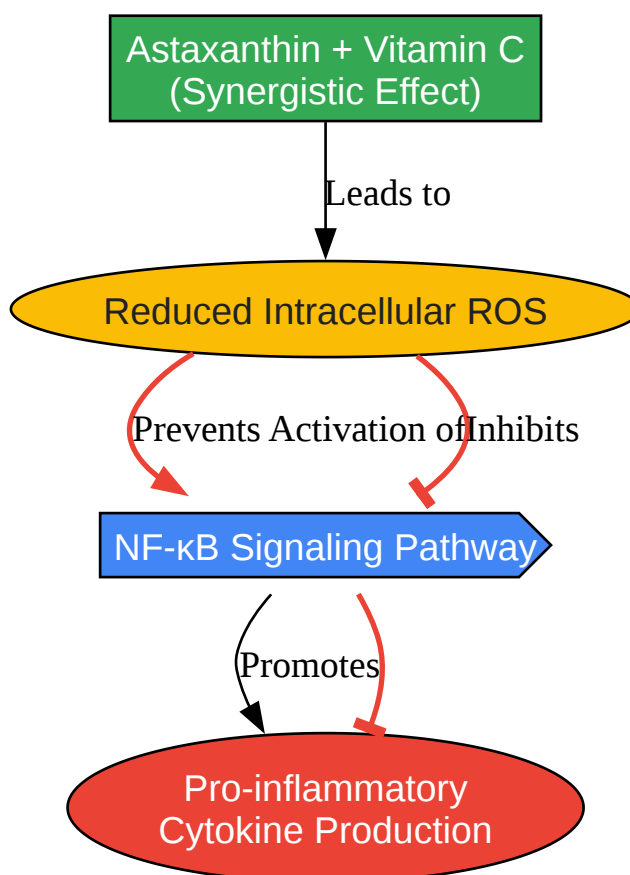 Astaxanthin + Vitamin C
(Synergistic Effect)
Leads to
Reduced Intracellular ROS
Prevents Activation of
Inhibits
NF-κB Signaling Pathway
Promotes
Pro-inflammatory
Cytokine Production